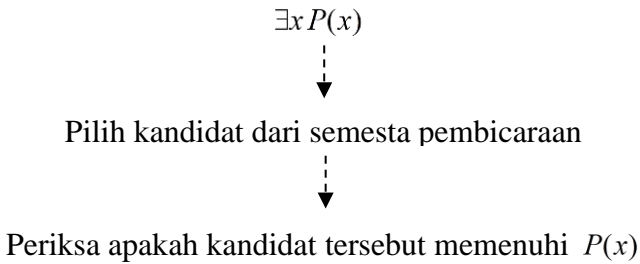 ∃x P(x)
Pilih kandidat dari semesta pembicaraan
Periksa apakah kandidat tersebut memenuhi P(x)